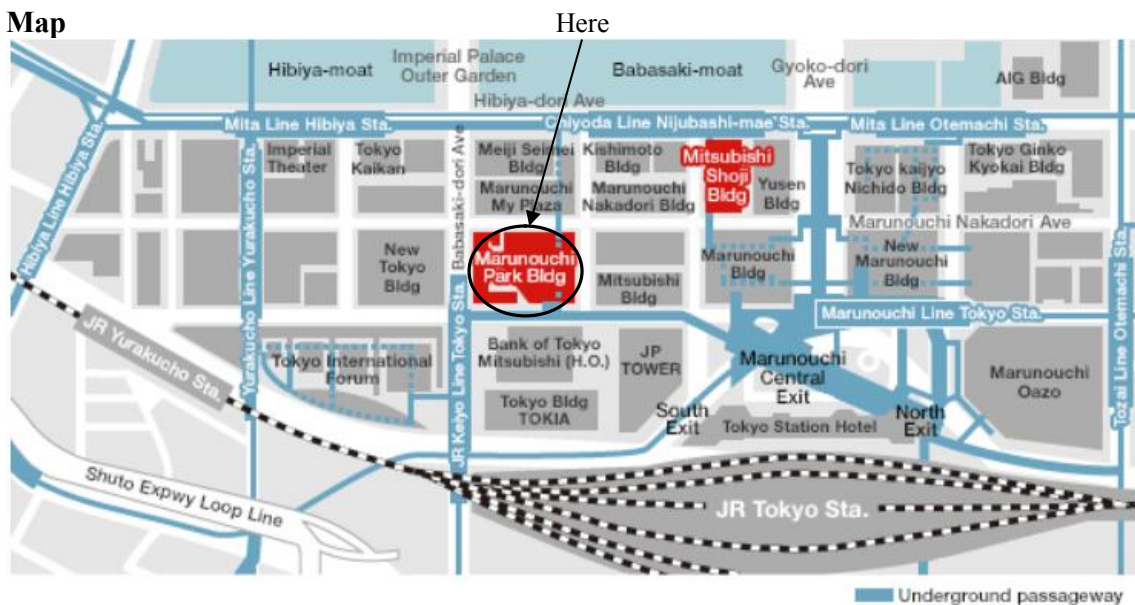 Map
Here
Hibiya-moat
Imperial Palace
Outer Garden
Babasaki-moat
Gyoko-dori
Ave
AIG Bldg
Hibiya-dori Ave
Hibiya Line Hibiya Sta.
Mita Line Hibiya Sta.
Chiyoda Line Nijubashi-mae Sta.
Mita Line Otemachi Sta.
Imperial
Theater
Tokyo
Kaikan
Babasaki-dori Ave
Meiji Seimei
Bldg
Kishimoto
Bldg
Mitsubishi
Shoji
Bldg
Yusen
Bldg
Tokyo kaijyo
Nichido Bldg
Tokyo Ginko
Kyokai Bldg
Marunouchi
My Plaza
Marunouchi
Nakadori Bldg
Marunouchi Nakadori Ave
Yurakucho Line Yurakucho Sta.
New
Tokyo
Bldg
Marunouchi
Park Bldg
Mitsubishi
Bldg
Marunouchi
Bldg
New
Marunouchi
Bldg
Marunouchi Line Tokyo Sta.
Tozai Line Otemachi Sta.
JR Yurakucho Sta.
Tokyo International
Forum
JR Keiyo Line Tokyo Sta.
Bank of Tokyo
Mitsubishi (H.O.)
JP
TOWER
Marunouchi
Central
Exit
Marunouchi
Oazo
Tokyo Bldg
TOKIA
South
Exit
Tokyo Station Hotel
North
Exit
Shuto Expwy Loop Line
JR Tokyo Sta.
Underground passageway